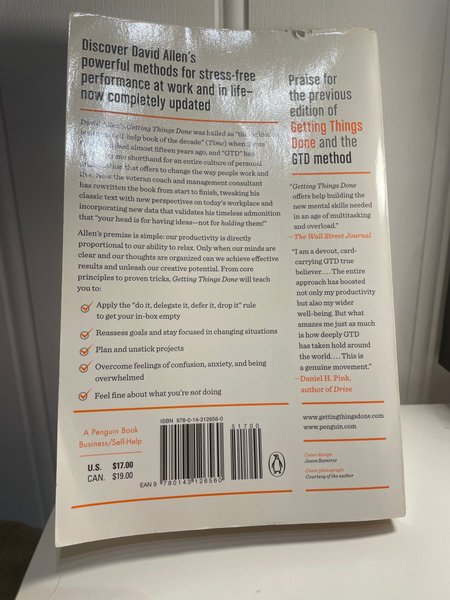 Discover David Allen's
powerful methods for stress-free
performance at work and in life—
now completely updated
David Allen's Getting Things Done was hailed as "the
self-help book of the decade" (Time) when it was
almost fifteen years ago, and "GTD" has
shorthand for an entire culture of personal
that offers to change the way people work and
live. Now the veteran coach and management consultant
has rewritten the book from start to finish, tweaking his
classic text with new perspectives on today's workplace and
incorporating new data that validates his timeless admonition
that "your head is for having ideas—not for holding them!"
Allen's premise is simple: our productivity is directly
proportional to our ability to relax. Only when our minds are
clear and our thoughts are organized can we achieve effective
results and unleash our creative potential. From core
principles to proven tricks, Getting Things Done will teach
you to:
Apply the "do it, delegate it, defer it, drop it" rule
to get your in-box empty
Reassess goals and stay focused in changing situations
Plan and unstick projects
Overcome feelings of confusion, anxiety, and being
overwhelmed
Feel fine about what you're not doing
A Penguin Book
Business/Self-Help
U.S. $17.00
CAN. $19.00
ISBN 978-0-14-312656-0
51700
EAN 9 780143 126560
Praise for
the previous
edition of
Getting Things
Done and the
GTD method
"Getting Things Done
offers help building the
new mental skills needed
in an age of multitasking
and overload."
—The Wall Street Journal
"I am a devout, card-
carrying GTD true
believer. . . . The entire
approach has boosted
not only my productivity
but also my wider
well-being. But what
amazes me just as much
is how deeply GTD
has taken hold around
the world. . . . This is
a genuine movement."
—Daniel H. Pink,
author of Drive
www.gettingthingsdone.com
www.penguin.com
Cover design:
Jason Ramirez
Cover photograph:
Courtesy of the author